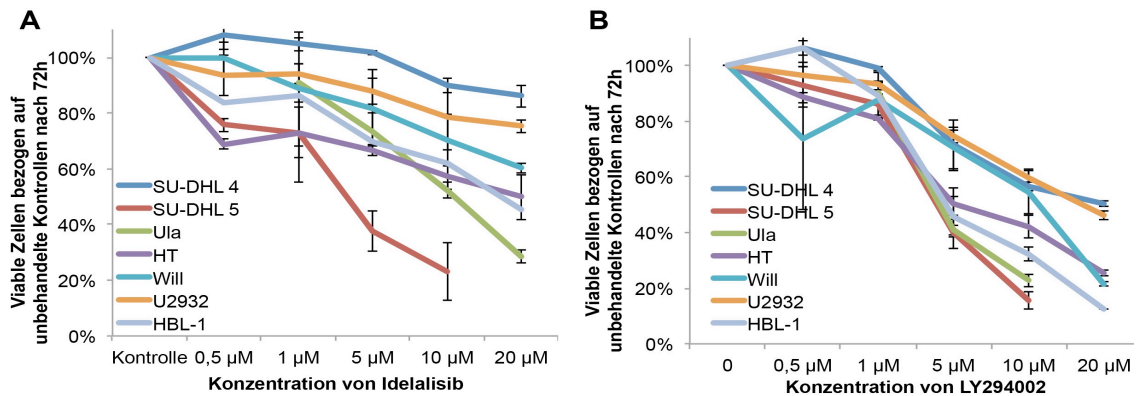 A
Viable Zellen bezogen auf
unbehandelte Kontrollen nach 72h
100%
80%
60%
40%
20%
0%
SU-DHL 4
SU-DHL 5
Ula
HT
Will
U2932
HBL-1
Kontrolle 0,5 µM 1 µM 5 µM 10 µM 20 µM
Konzentration von Idelalisib
B
Viable Zellen bezogen auf
unbehandelte Kontrollen nach 72h
100%
80%
60%
40%
20%
0%
SU-DHL 4
SU-DHL 5
Ula
HT
Will
U2932
HBL-1
0 0,5 µM 1 µM 5 µM 10 µM 20 µM
Konzentration von LY294002